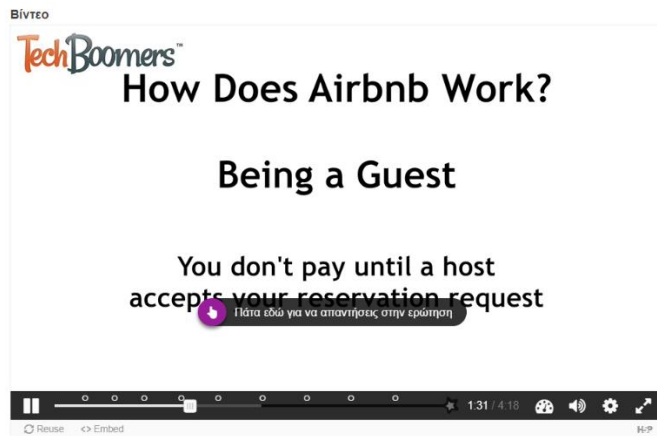 Βίντεο
TechBoomers™
How Does Airbnb Work?
Being a Guest
You don't pay until a host
accepts your reservation request
Πάτα εδώ για να απαντήσεις στην ερώτηση
1:31 / 4:18
Reuse <> Embed H-P